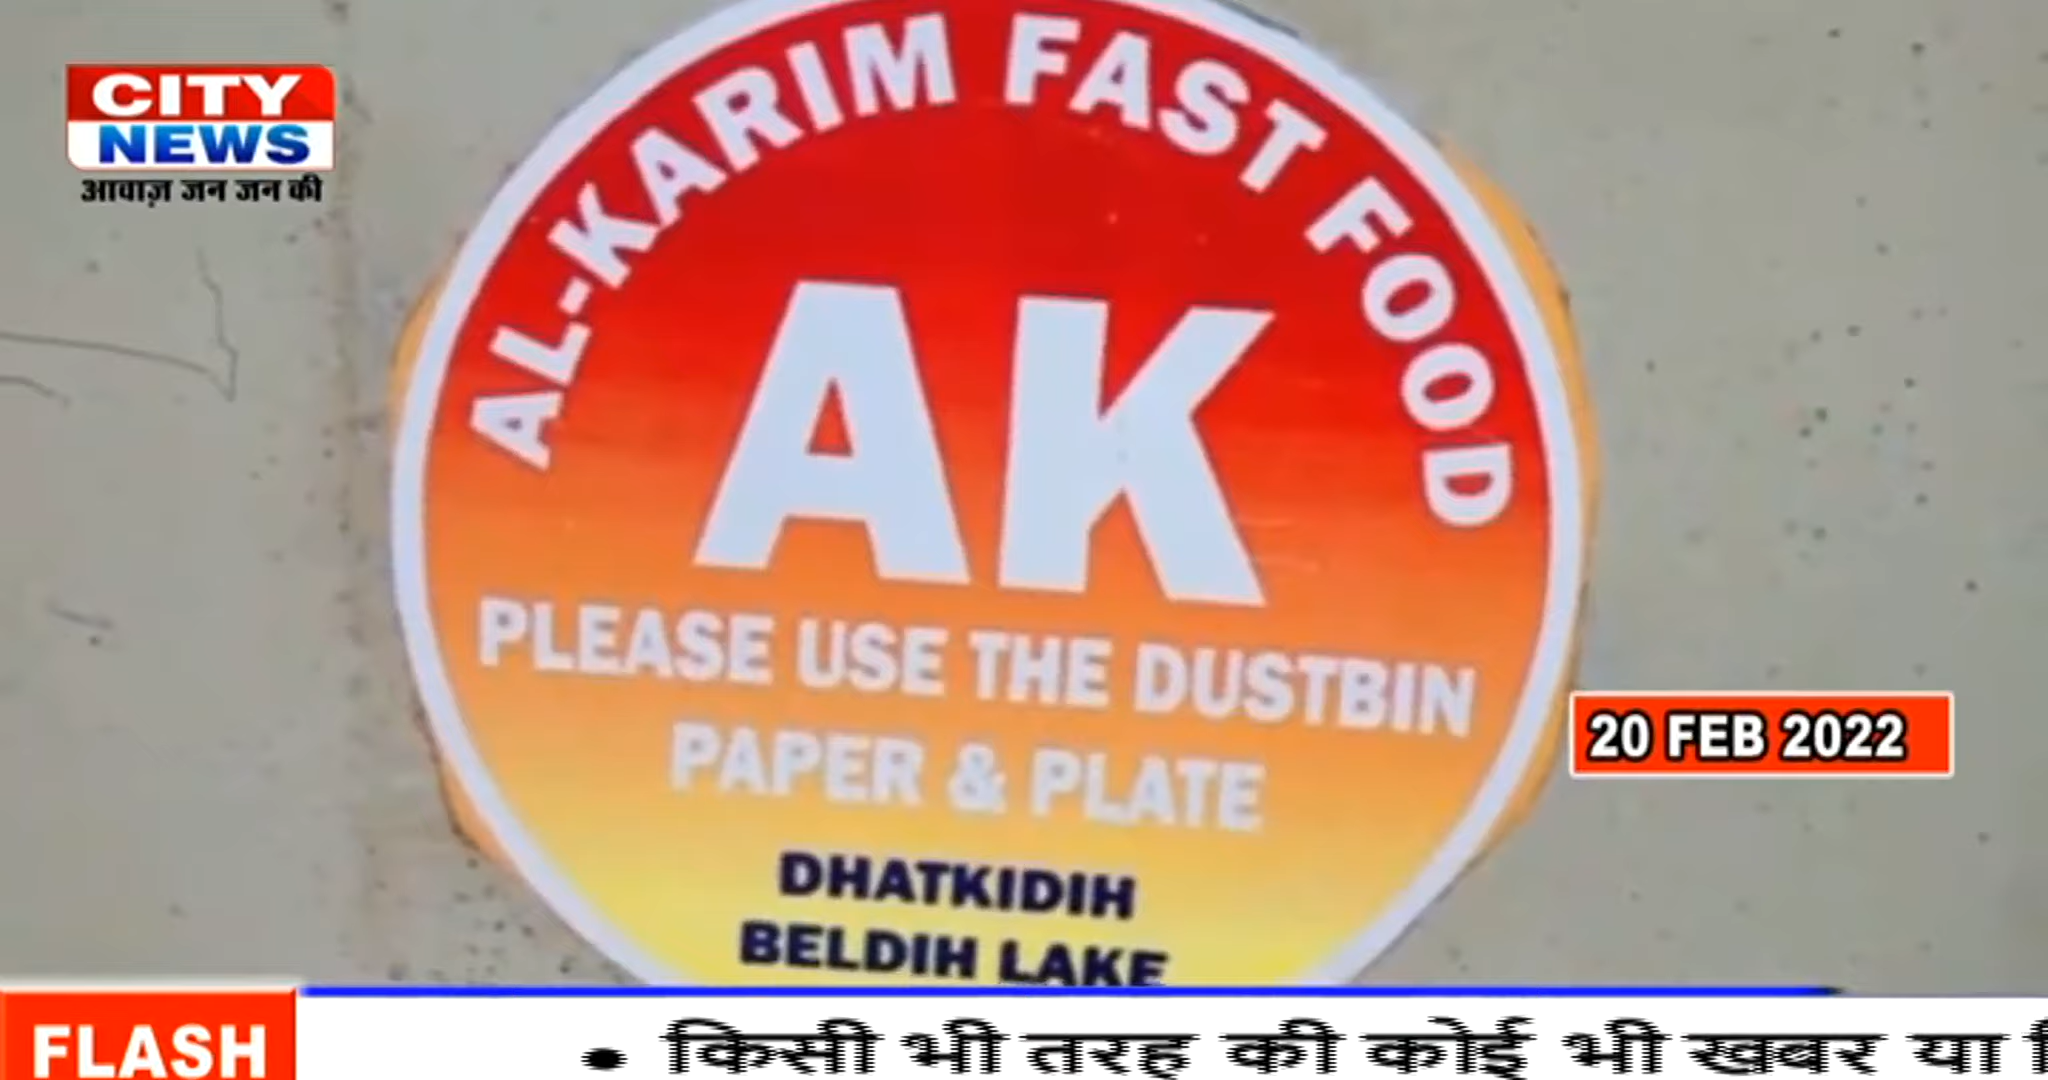 CITY
NEWS
आवाज़ जन जन की
AL-KARIM FAST FOOD
AK
PLEASE USE THE DUSTBIN
PAPER & PLATE
DHATKIDIH
BELDIH LAKE
20 FEB 2022
FLASH
• किसी भी तरह की कोई भी खबर या